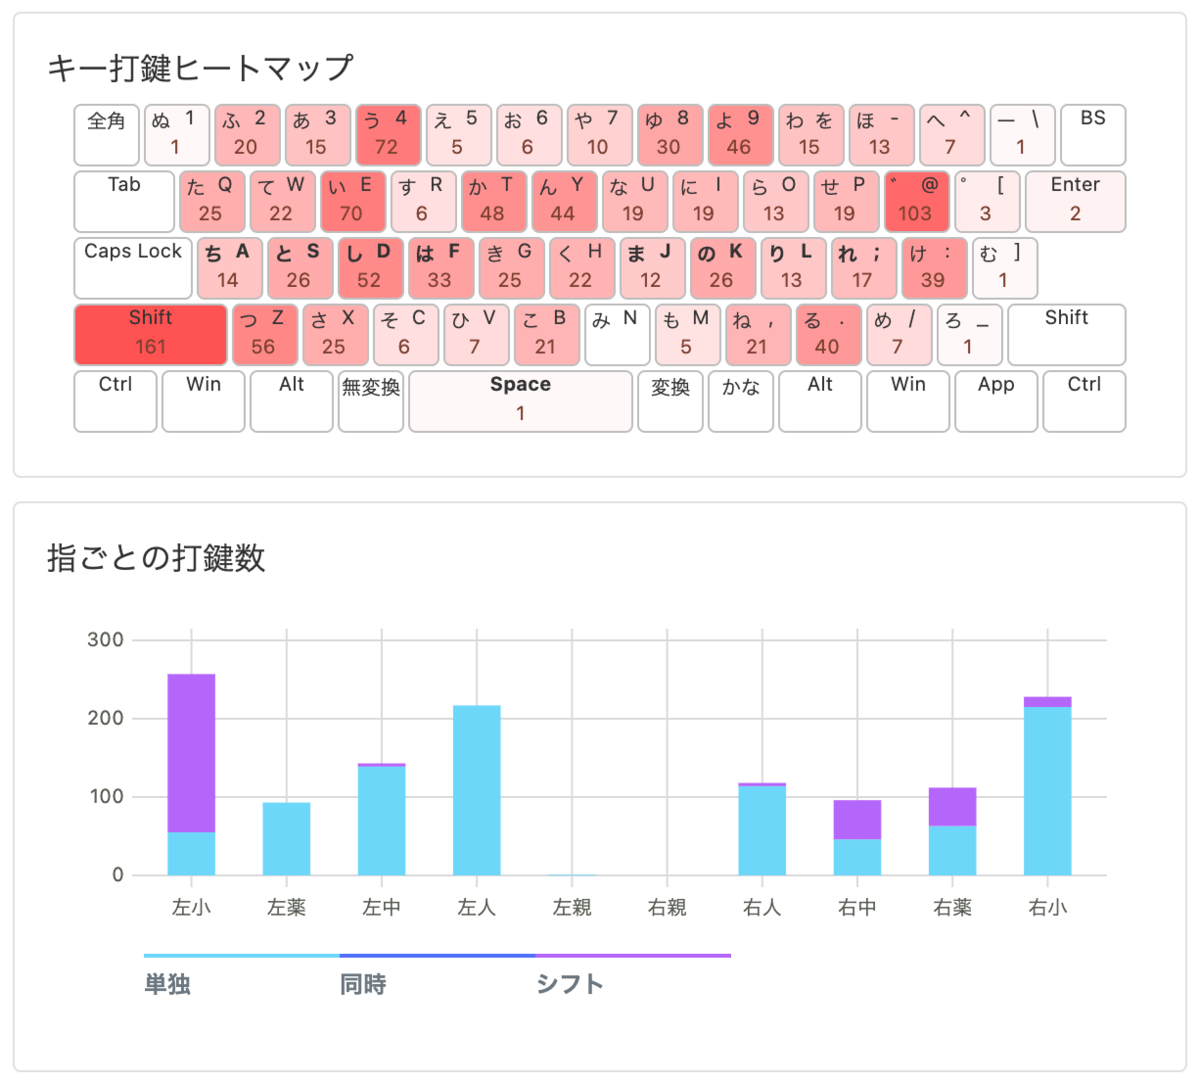 キー打鍵ヒートマップ
全角 ぬ 1 ふ 2 あ 3 う 4 え 5 お 6 や 7 ゆ 8 よ 9 わ を ほ - へ ^ ー \ BS
1 20 15 72 5 6 10 30 46 15 13 7 1
Tab た Q て W い E す R か T ん Y な U に I ら O せ P ゛ @ ゜ [ Enter
25 22 70 6 48 44 19 19 13 19 103 3 2
Caps Lock ち A と S し D は F き G く H ま J の K り L れ ; け : む ]
14 26 52 33 25 22 12 26 13 17 39 1
Shift つ Z さ X そ C ひ V こ B み N も M ね , る . め / ろ _ Shift
161 56 25 6 7 21 5 21 40 7 1
Ctrl Win Alt 無変換 Space 変換 かな Alt Win App Ctrl
1
指ごとの打鍵数
300
200
100
0
左小 左薬 左中 左人 左親 右親 右人 右中 右薬 右小
単独 同時 シフト